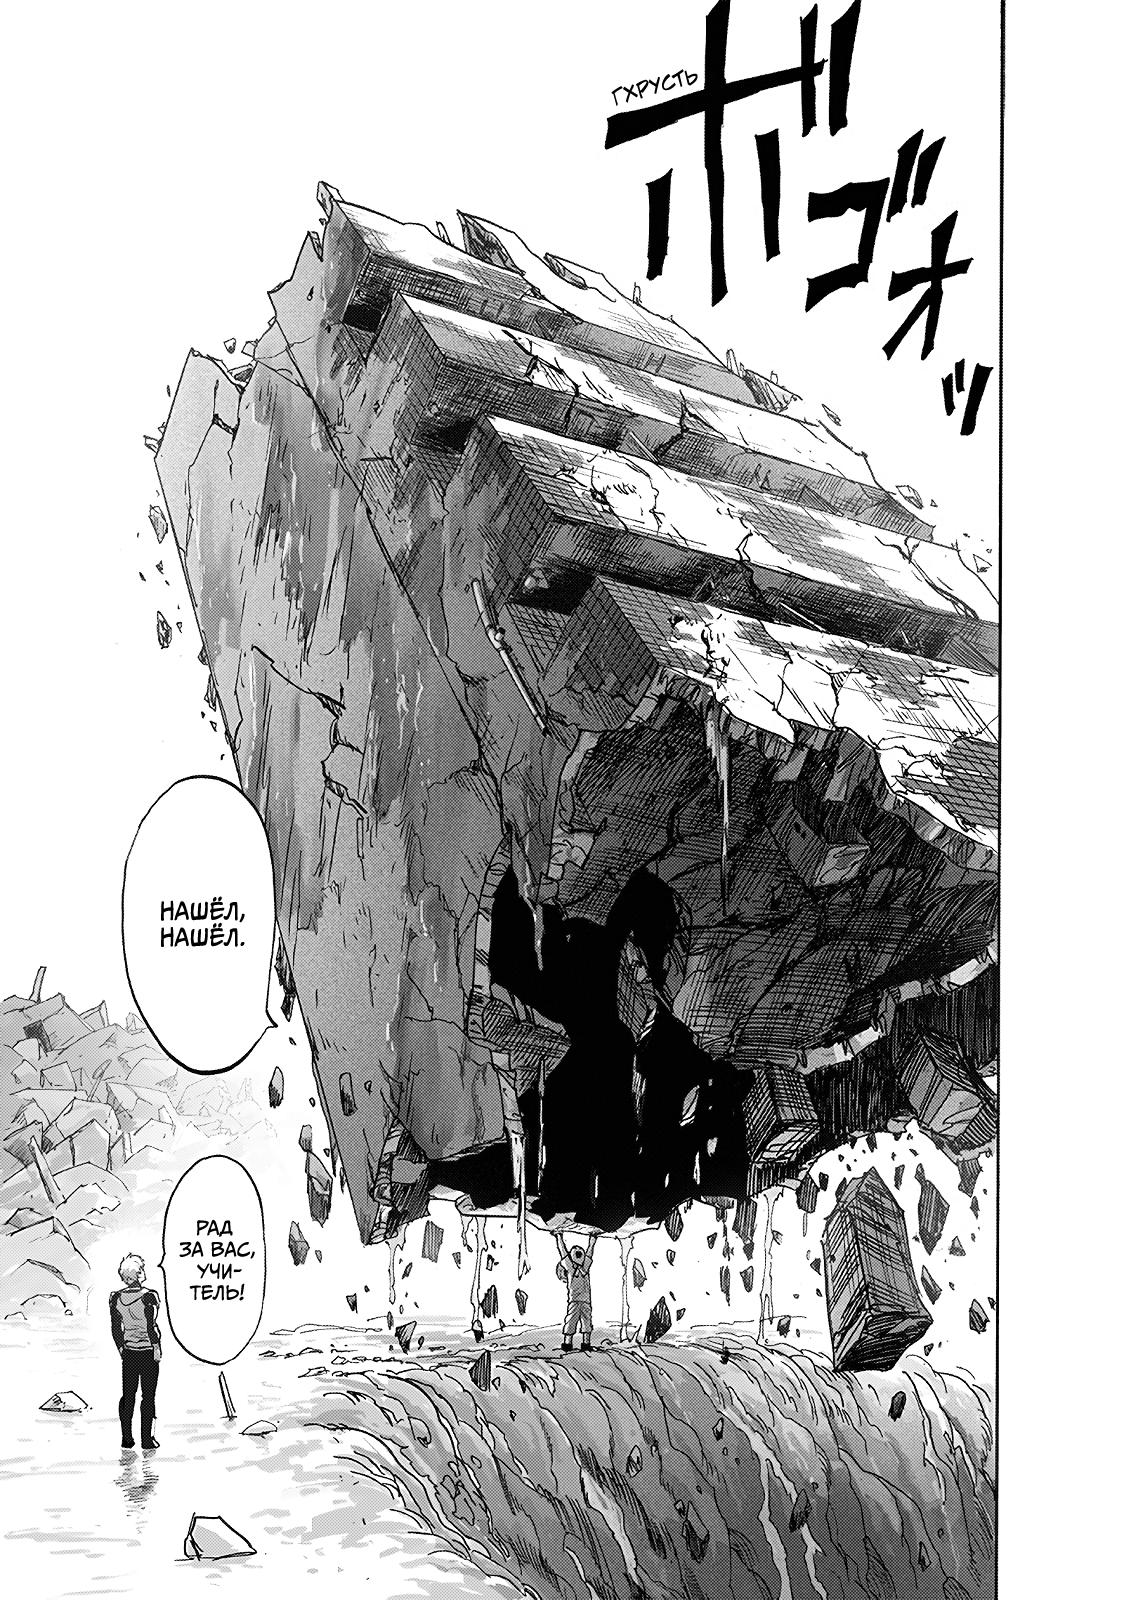 ГХРУСТЬ
ボゴオッ
НАШЁЛ,
НАШЁЛ.
РАД
ЗА ВАС,
УЧИ-
ТЕЛЬ!